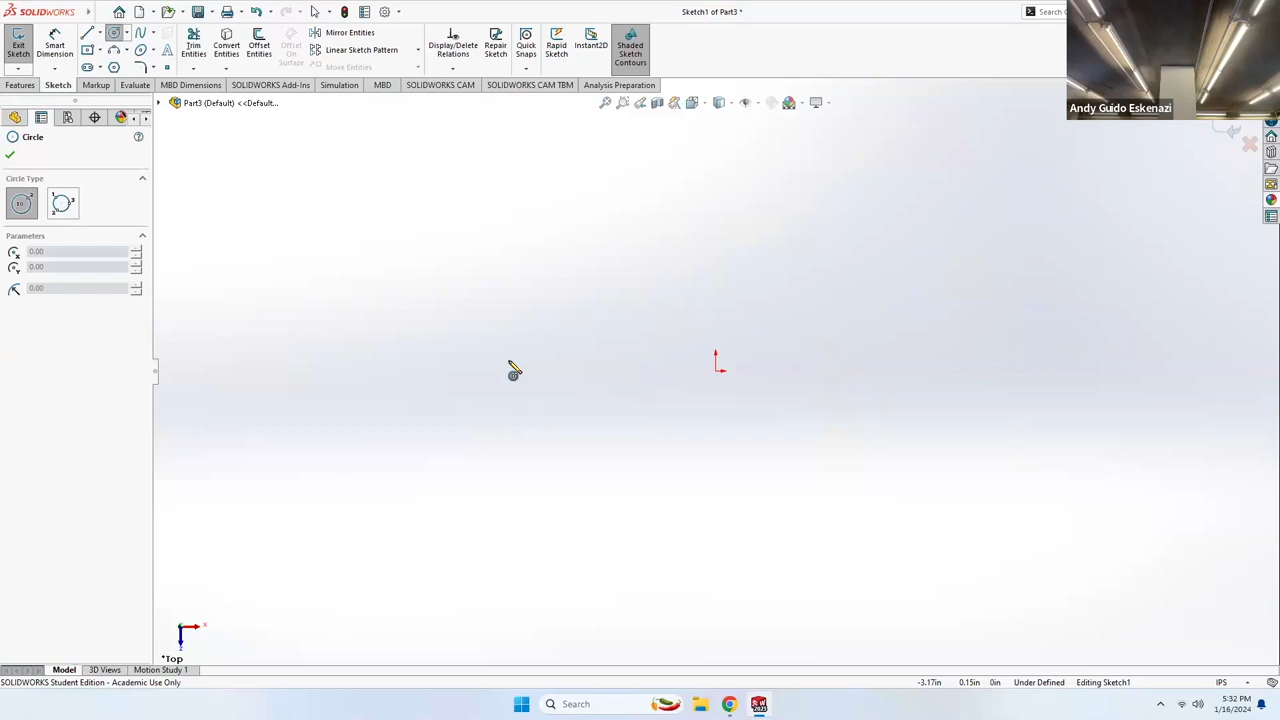 SOLIDWORKS
Sketch1 of Part3 *
Search
Exit Sketch
Smart Dimension
Trim Entities
Convert Entities
Offset Entities
Offset On Surface
Mirror Entities
Linear Sketch Pattern
Move Entities
Display/Delete Relations
Repair Sketch
Quick Snaps
Rapid Sketch
Instant2D
Shaded Sketch Contours
Features
Sketch
Markup
Evaluate
MBD Dimensions
SOLIDWORKS Add-Ins
Simulation
MBD
SOLIDWORKS CAM
SOLIDWORKS CAM TBM
Analysis Preparation
Andy Guido Eskenazi
Part3 (Default) <<Default...
Circle
Circle Type
Parameters
0.00
0.00
0.00
X
*Top
Model
3D Views
Motion Study 1
SOLIDWORKS Student Edition - Academic Use Only
-3.17in
0.15in
0in
Under Defined
Editing Sketch1
IPS
Search
5:32 PM
1/16/2024